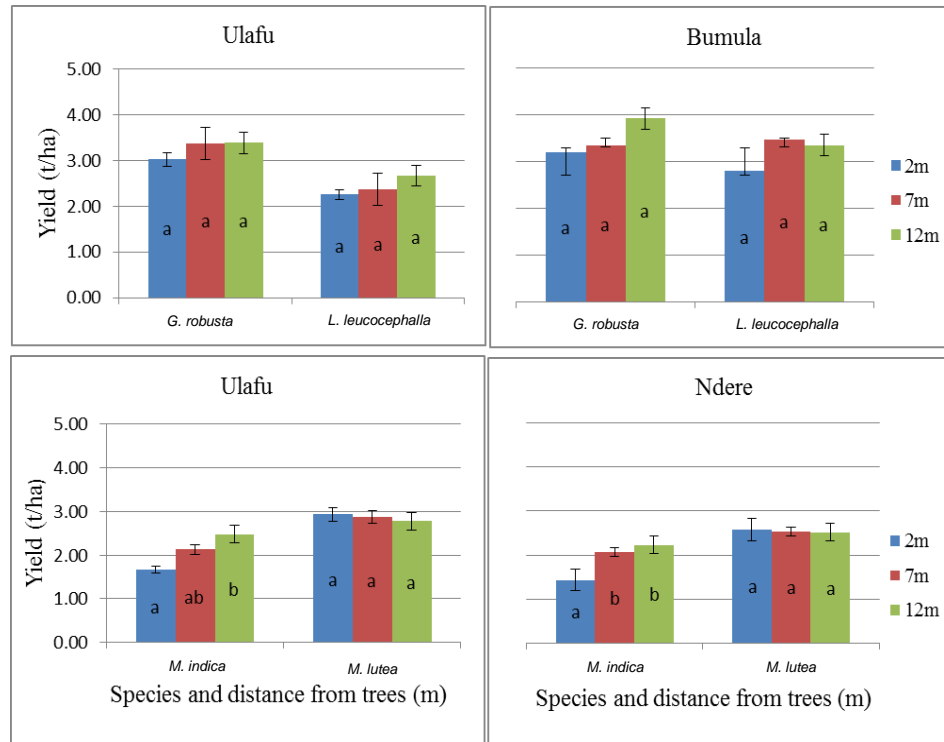 Ulafu
5.00
4.00
3.00
2.00
1.00
0.00
Yield (t/ha)
a a a a a a
G. robusta L. leucocephalla
Bumula
a a a a a a
G. robusta L. leucocephalla
2m
7m
12m
Ulafu
5.00
4.00
3.00
2.00
1.00
0.00
Yield (t/ha)
a ab b a a a
M. indica M. lutea
Species and distance from trees (m)
Ndere
a b b a a a
M. indica M. lutea
Species and distance from trees (m)
2m
7m
12m